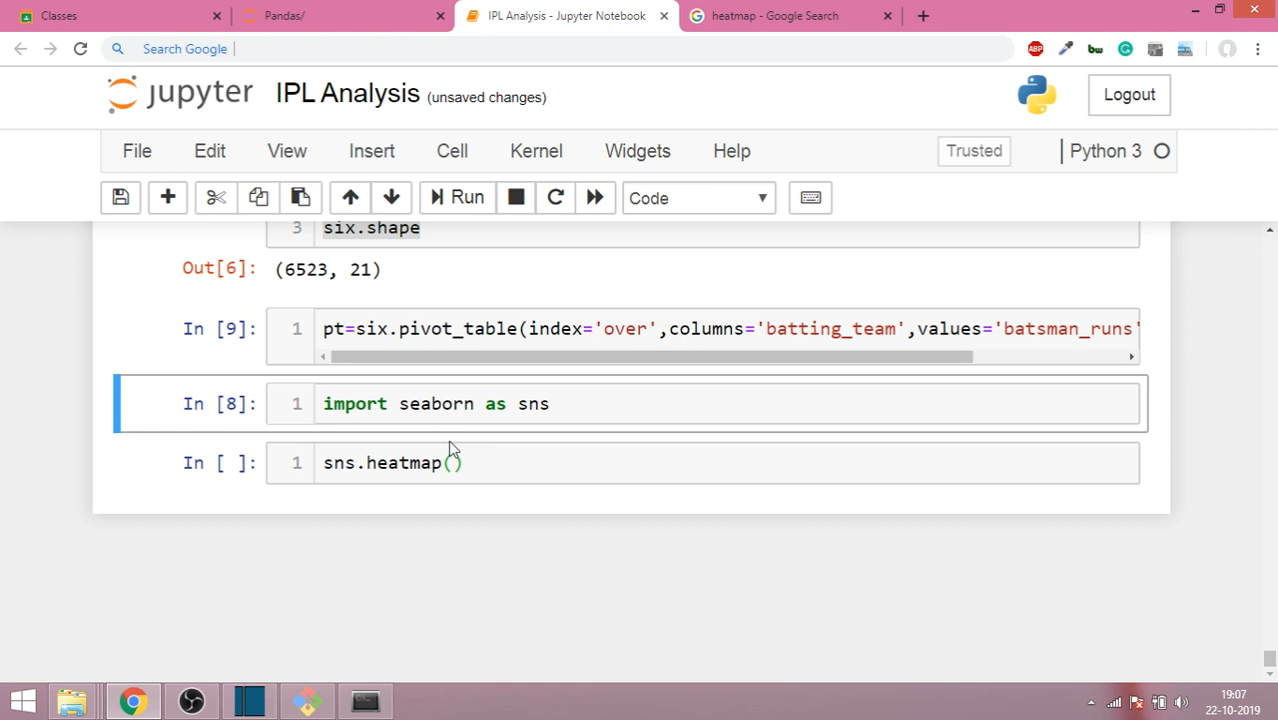 Classes
Pandas/
IPL Analysis - Jupyter Notebook
heatmap - Google Search
Search Google
ABP
bw
jupyter IPL Analysis (unsaved changes)
Logout
File Edit View Insert Cell Kernel Widgets Help
Trusted
Python 3
Run
Code
3 six.shape
Out[6]: (6523, 21)
In [9]: 1 pt=six.pivot_table(index='over',columns='batting_team',values='batsman_runs'
In [8]: 1 import seaborn as sns
In [ ]: 1 sns.heatmap()
19:07
22-10-2019